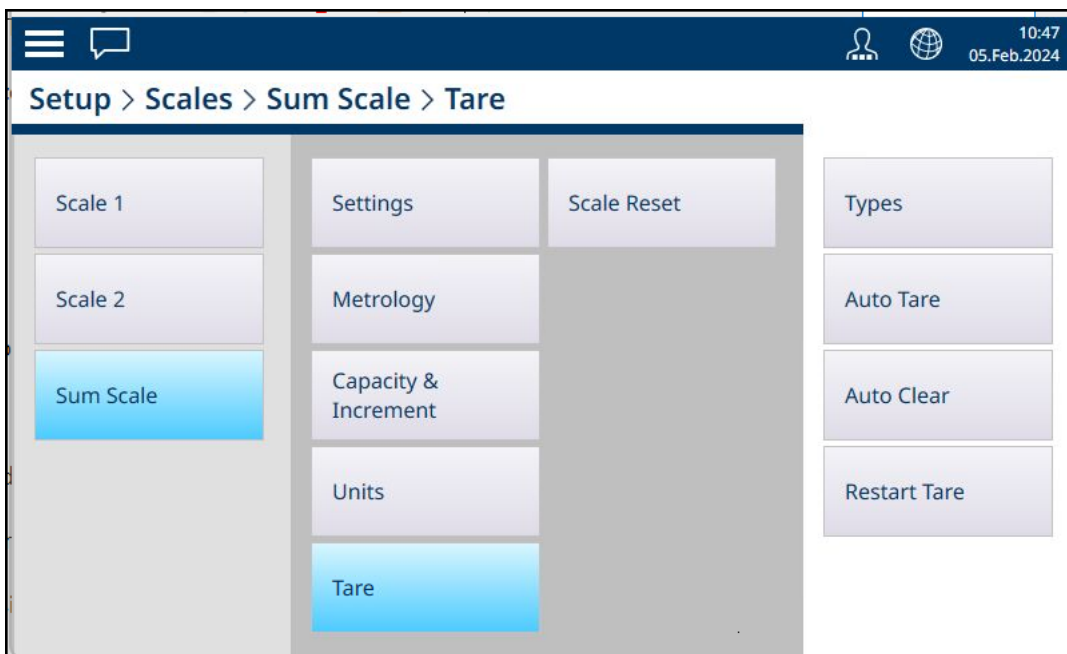 10:47
05.Feb.2024
Setup > Scales > Sum Scale > Tare
Scale 1
Settings
Scale Reset
Types
Scale 2
Metrology
Auto Tare
Sum Scale
Capacity &
Increment
Auto Clear
Units
Restart Tare
Tare